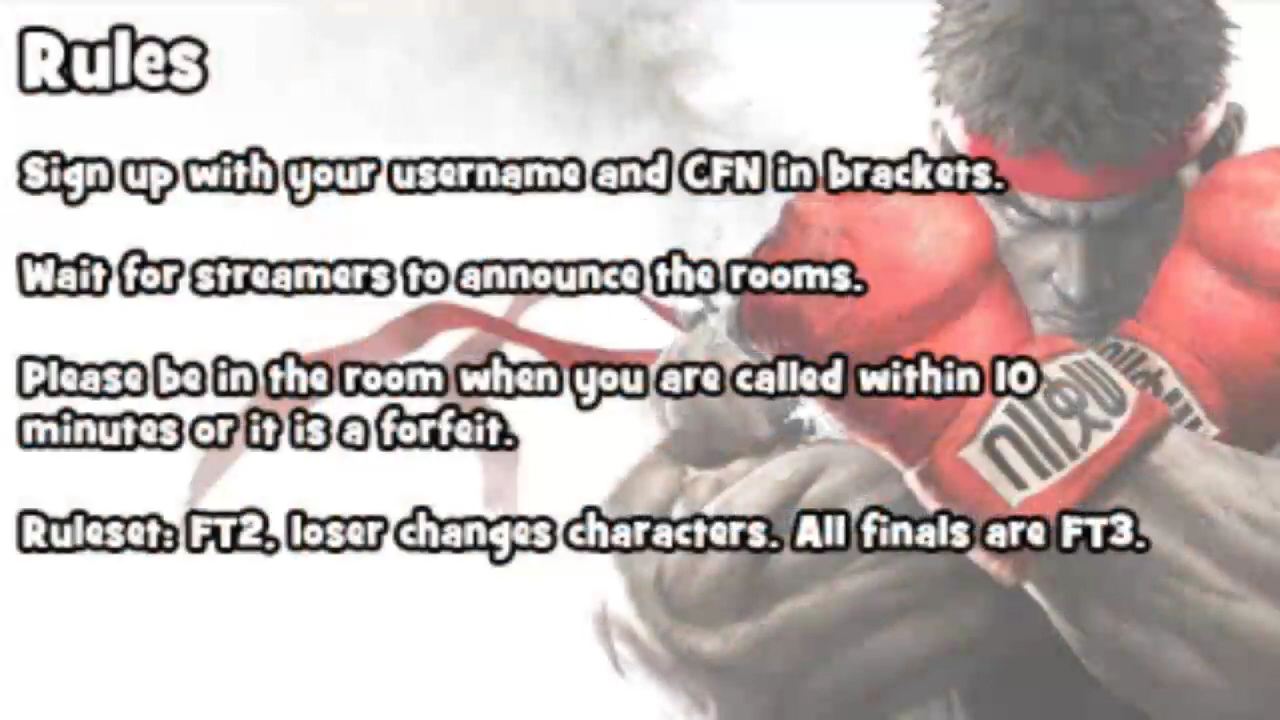 Rules
Sign up with your username and CFN in brackets.
Wait for streamers to announce the rooms.
Please be in the room when you are called within 10
minutes or it is a forfeit.
Ruleset: FT2, loser changes characters. All finals are FT3.